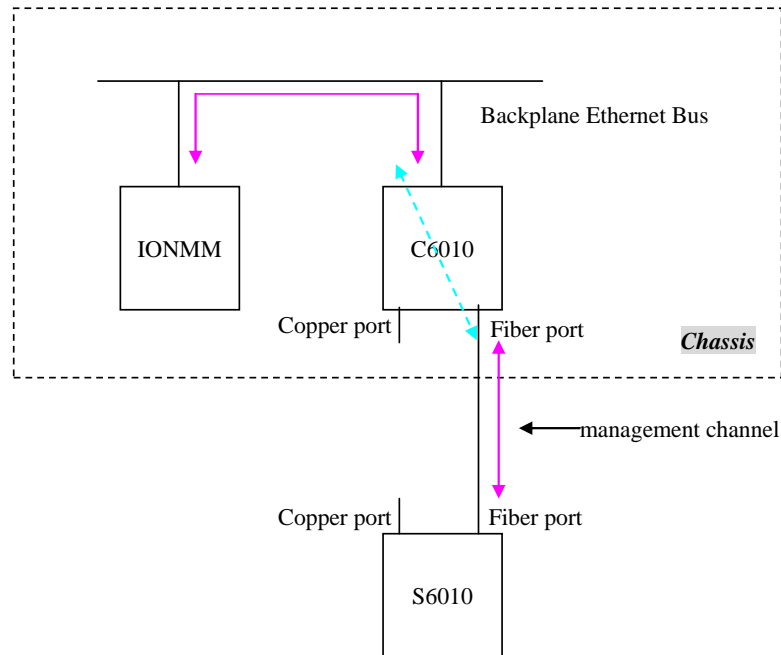 Backplane Ethernet Bus
IONMM
C6010
Copper port
Fiber port
Chassis
management channel
Copper port
Fiber port
S6010